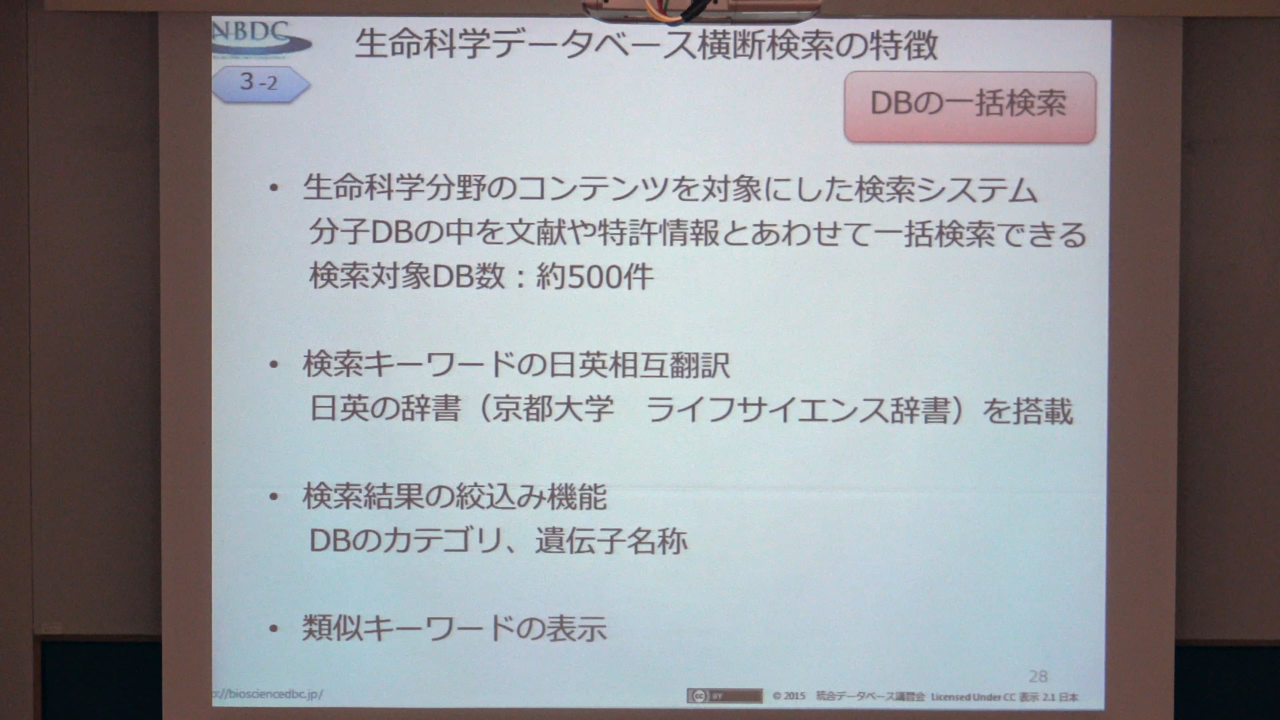 NBDC
生命科学データベース横断検索の特徴
3-2
DBの一括検索
• 生命科学分野のコンテンツを対象にした検索システム
分子DBの中を文献や特許情報とあわせて一括検索できる
検索対象DB数：約500件
• 検索キーワードの日英相互翻訳
日英の辞書（京都大学　ライフサイエンス辞書）を搭載
• 検索結果の絞込み機能
DBのカテゴリ、遺伝子名称
• 類似キーワードの表示
28
://biosciencedbc.jp/
cc BY © 2015 統合データベース講習会 Licensed Under CC 表示 2.1 日本